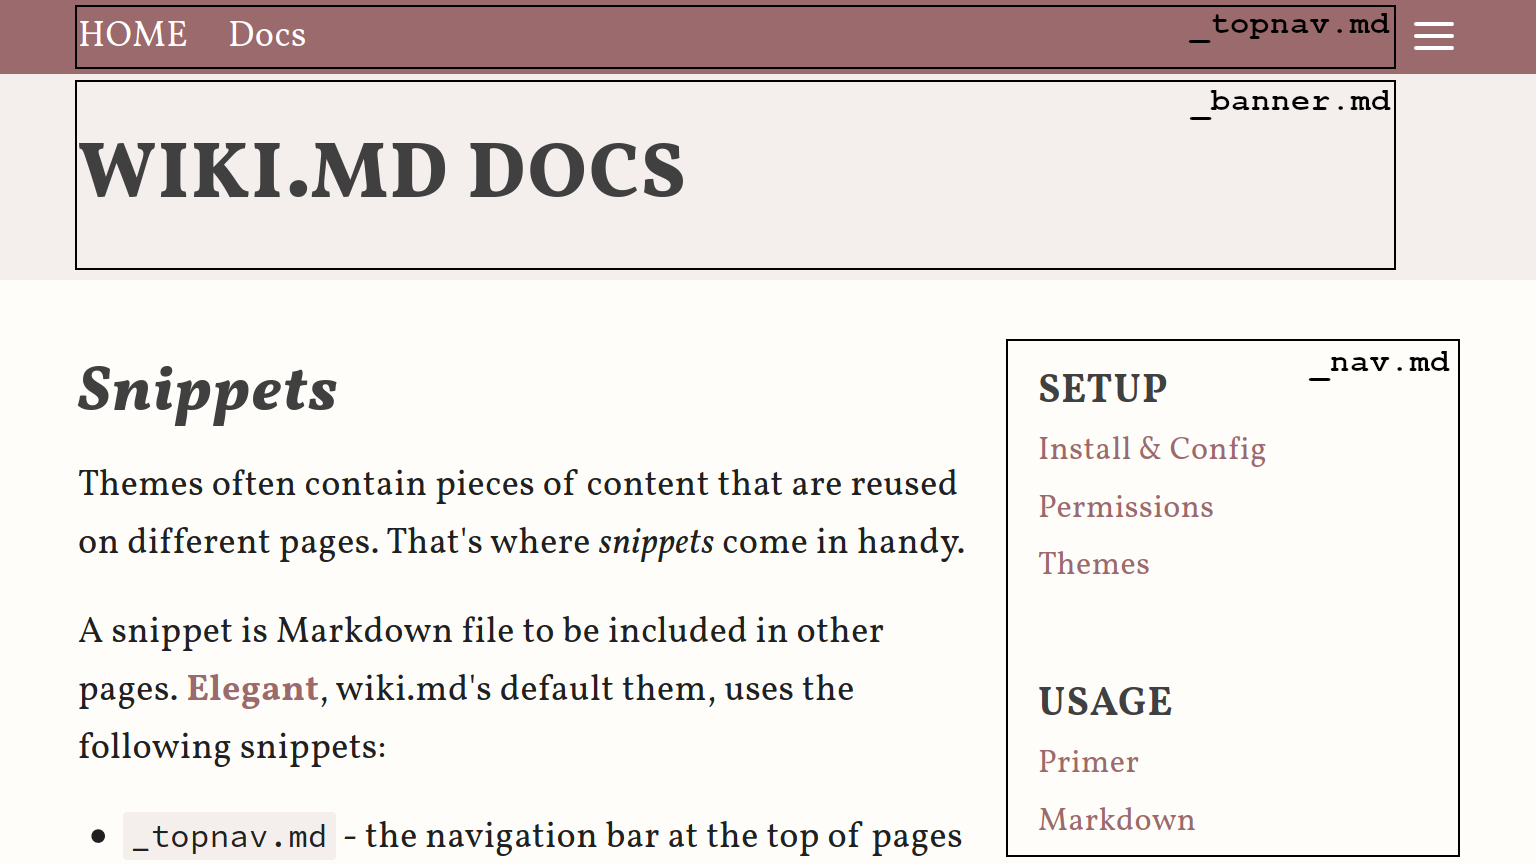 HOME Docs _topnav.md
_banner.md
WIKI.MD DOCS
Snippets
Themes often contain pieces of content that are reused
on different pages. That's where snippets come in handy.
A snippet is Markdown file to be included in other
pages. Elegant, wiki.md's default them, uses the
following snippets:
• _topnav.md - the navigation bar at the top of pages
_nav.md
SETUP
Install & Config
Permissions
Themes
USAGE
Primer
Markdown